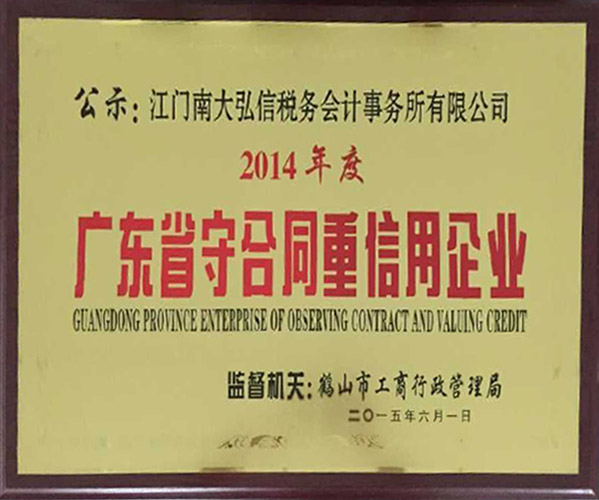 公示：江门南大弘信税务会计事务所有限公司
2014年度
广东省守合同重信用企业
GUANGDONG PROVINCE ENTERPRISE OF OBSERVING CONTRACT AND VALUING CREDIT
监督机关：鹤山市工商行政管理局
二〇一五年六月一日